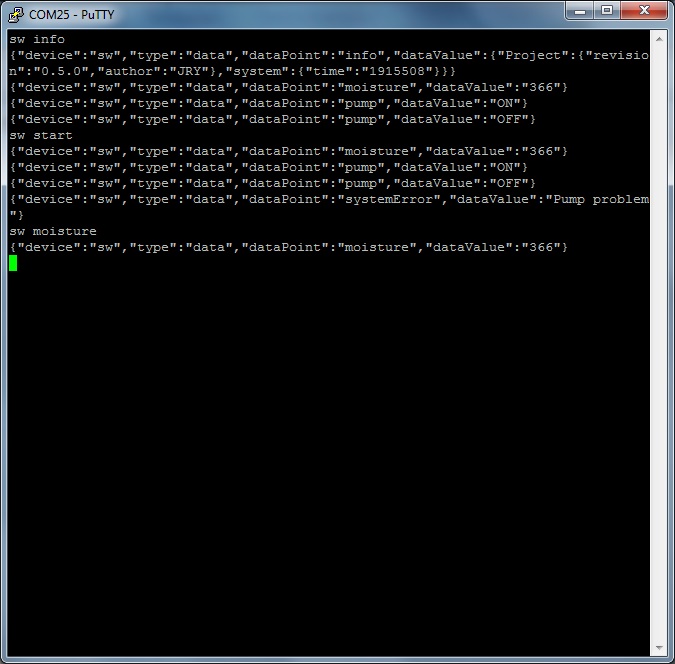 COM25 - PuTTY
sw info
{"device":"sw","type":"data","dataPoint":"info","dataValue":{"Project":{"revisio
n":"0.5.0","author":"JRY"},"system":{"time":"1915508"}}}
{"device":"sw","type":"data","dataPoint":"moisture","dataValue":"366"}
{"device":"sw","type":"data","dataPoint":"pump","dataValue":"ON"}
{"device":"sw","type":"data","dataPoint":"pump","dataValue":"OFF"}
sw start
{"device":"sw","type":"data","dataPoint":"moisture","dataValue":"366"}
{"device":"sw","type":"data","dataPoint":"pump","dataValue":"ON"}
{"device":"sw","type":"data","dataPoint":"pump","dataValue":"OFF"}
{"device":"sw","type":"data","dataPoint":"systemError","dataValue":"Pump problem
"}
sw moisture
{"device":"sw","type":"data","dataPoint":"moisture","dataValue":"366"}